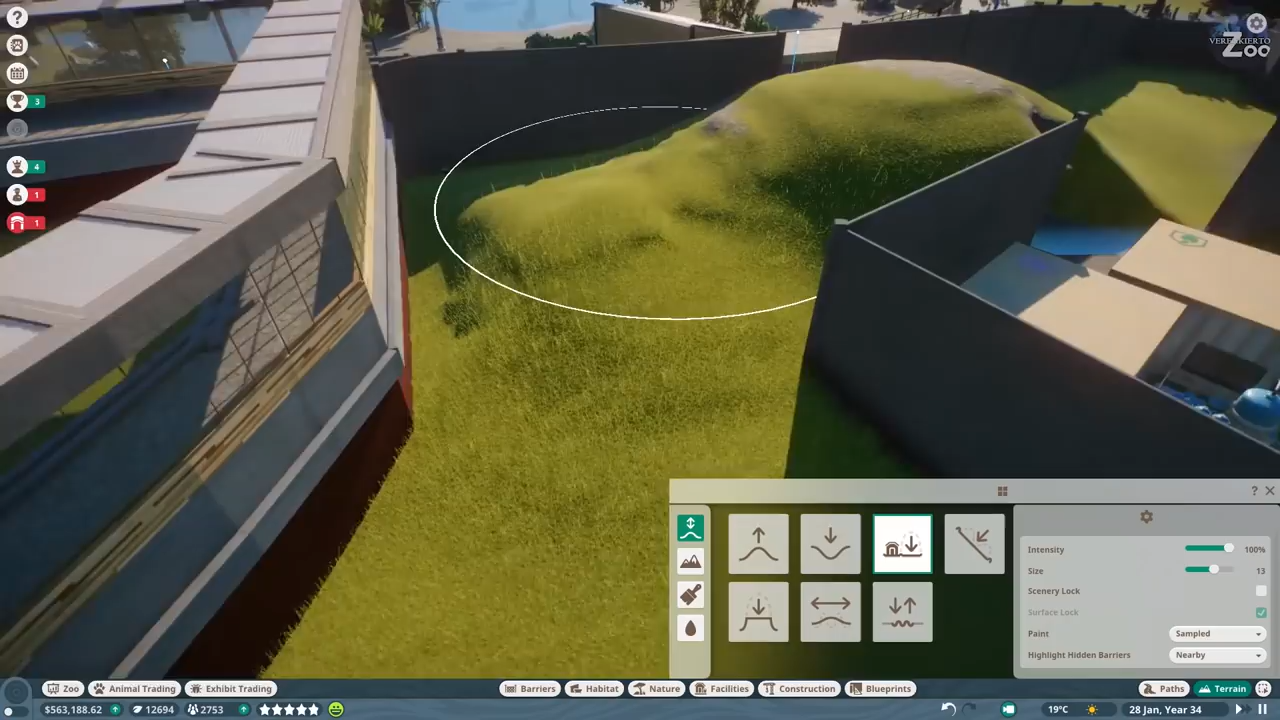 ?
3
4
1
1
Zoo
? ×
Intensity 100%
Size 13
Scenery Lock
Surface Lock
Paint Sampled
Highlight Hidden Barriers Nearby
Zoo Animal Trading Exhibit Trading Barriers Habitat Nature Facilities Construction Blueprints Paths Terrain
$563,188.62 12694 2753 19°C 28 Jan, Year 34